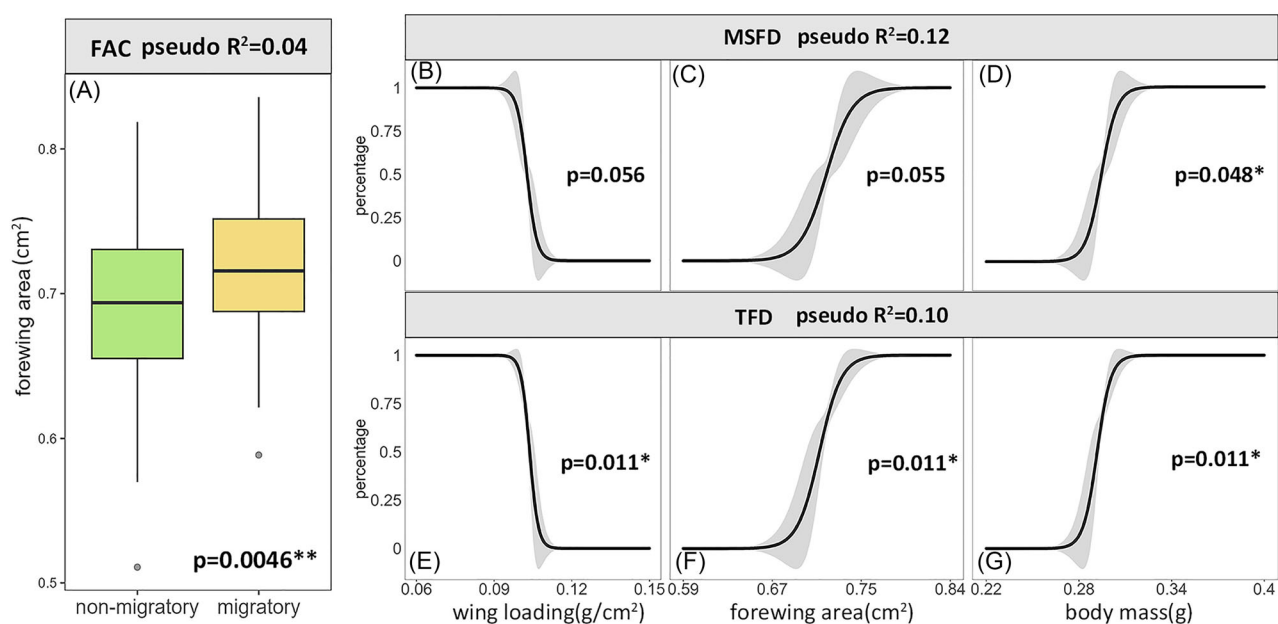 FAC pseudo R²=0.04
(A)
forewing area(cm²)
0.8
0.7
0.6
0.5
p=0.0046**
non-migratory migratory
MSFD pseudo R²=0.12
(B) (C) (D)
percentage
1
0.75
0.5
0.25
0
p=0.056 p=0.055 p=0.048*
TFD pseudo R²=0.10
percentage
1
0.75
0.5
0.25
0
p=0.011* p=0.011* p=0.011*
(E) (F) (G)
0.06 0.09 0.12 0.15 0.59 0.67 0.75 0.84 0.22 0.28 0.34 0.4
wing loading(g/cm²) forewing area(cm²) body mass(g)